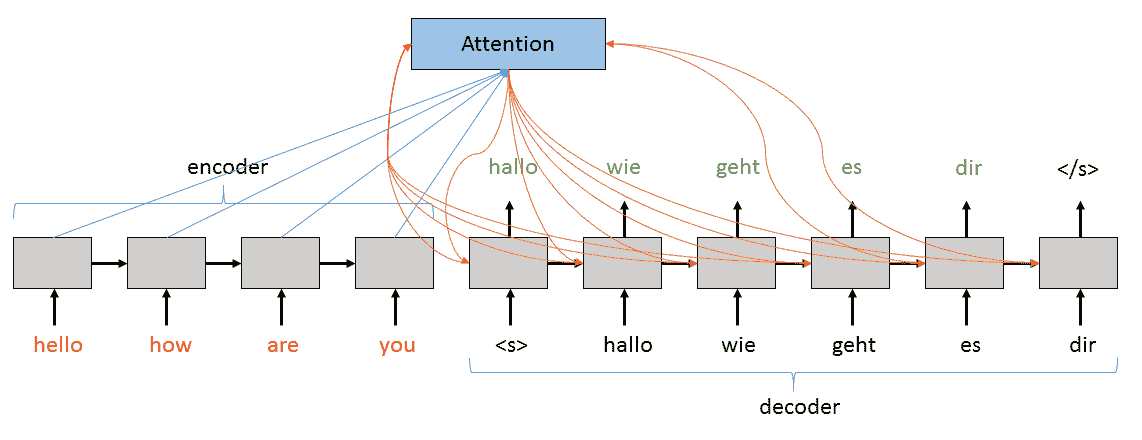 Attention
encoder
hallo wie geht es dir </s>
hello how are you <s> hallo wie geht es dir
decoder